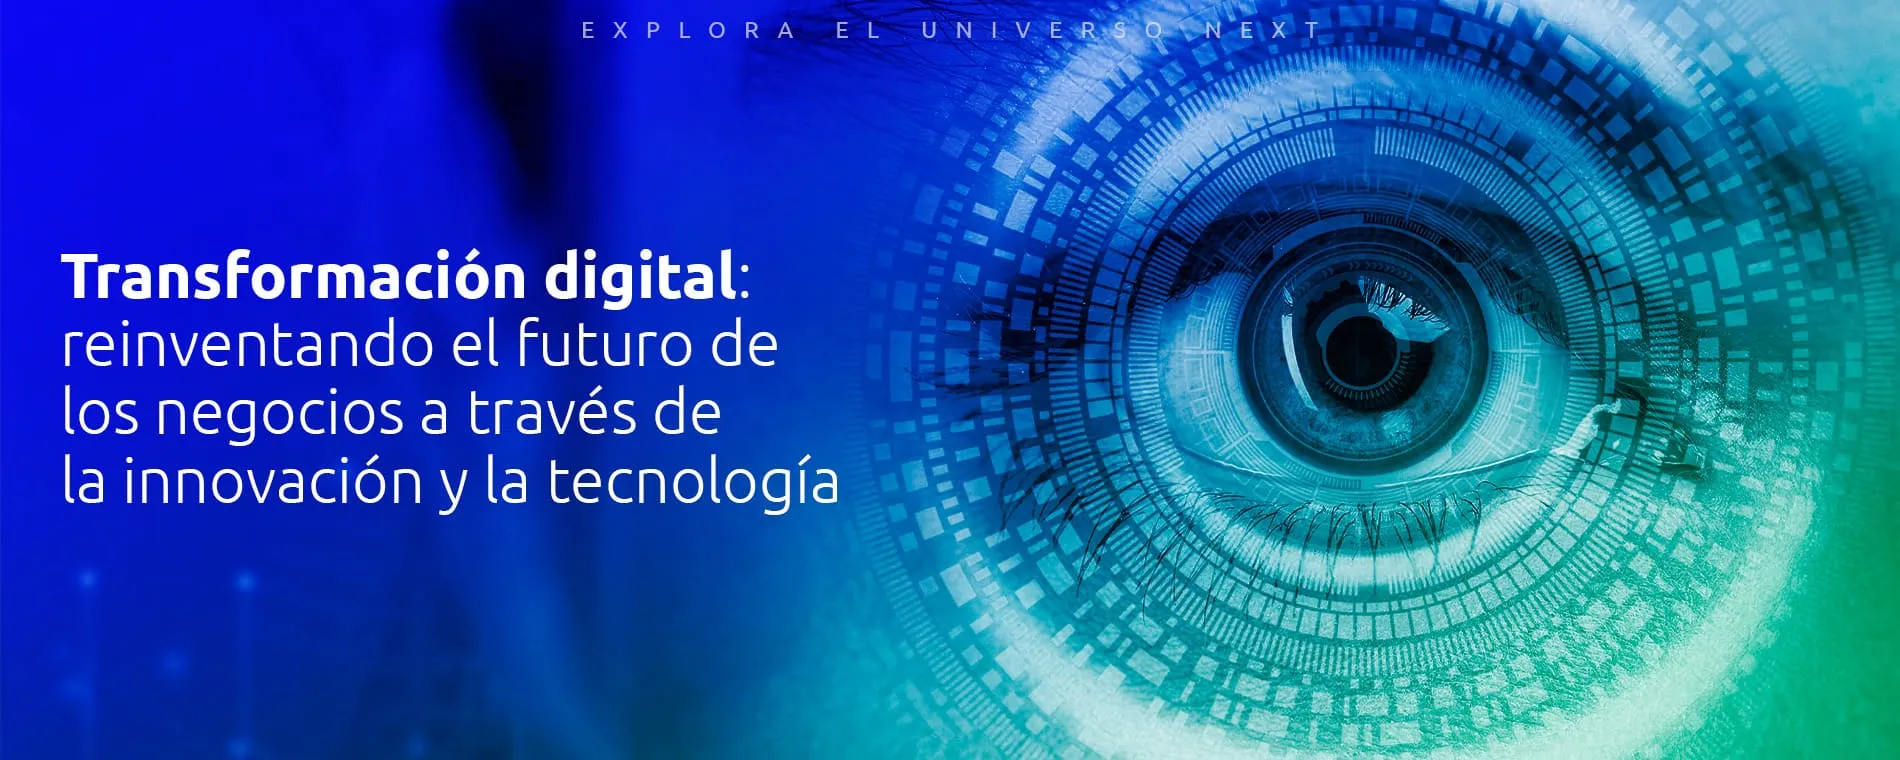 EXPLORA EL UNIVERSO NEXT
Transformación digital:
reinventando el futuro de
los negocios a través de
la innovación y la tecnología